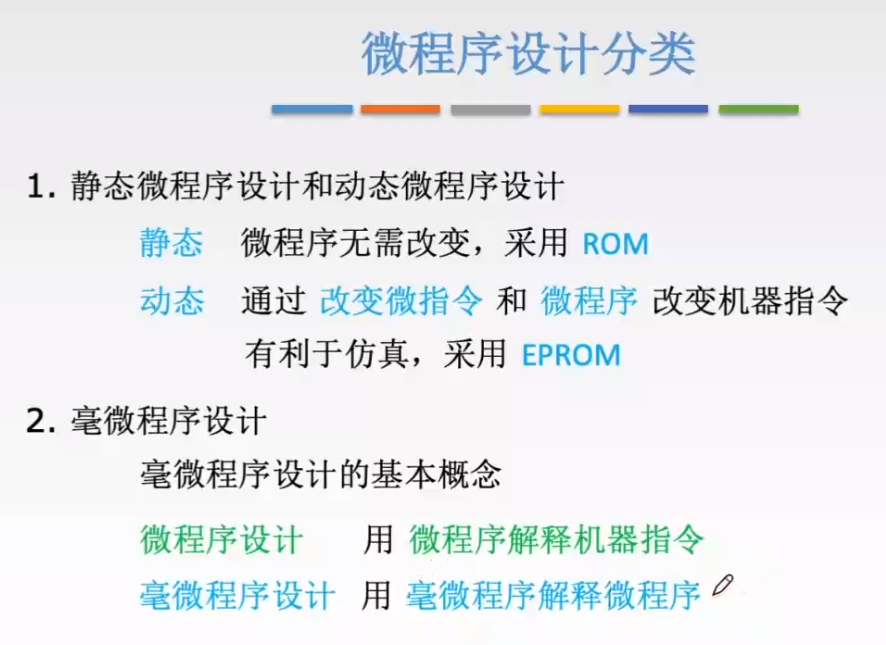 微程序设计分类
1. 静态微程序设计和动态微程序设计
静态 微程序无需改变，采用 ROM
动态 通过 改变微指令 和 微程序 改变机器指令
有利于仿真，采用 EPROM
2. 毫微程序设计
毫微程序设计的基本概念
微程序设计 用 微程序解释机器指令
毫微程序设计 用 毫微程序解释微程序